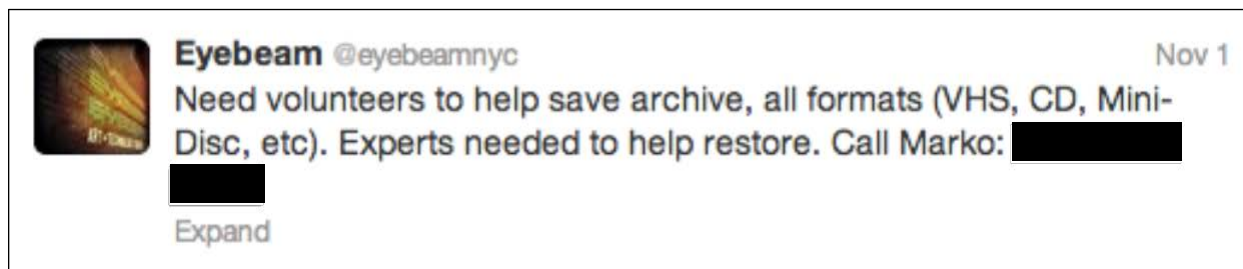 Eyebeam @eyebeamnyc Nov 1
Need volunteers to help save archive, all formats (VHS, CD, Mini-
Disc, etc). Experts needed to help restore. Call Marko:
Expand